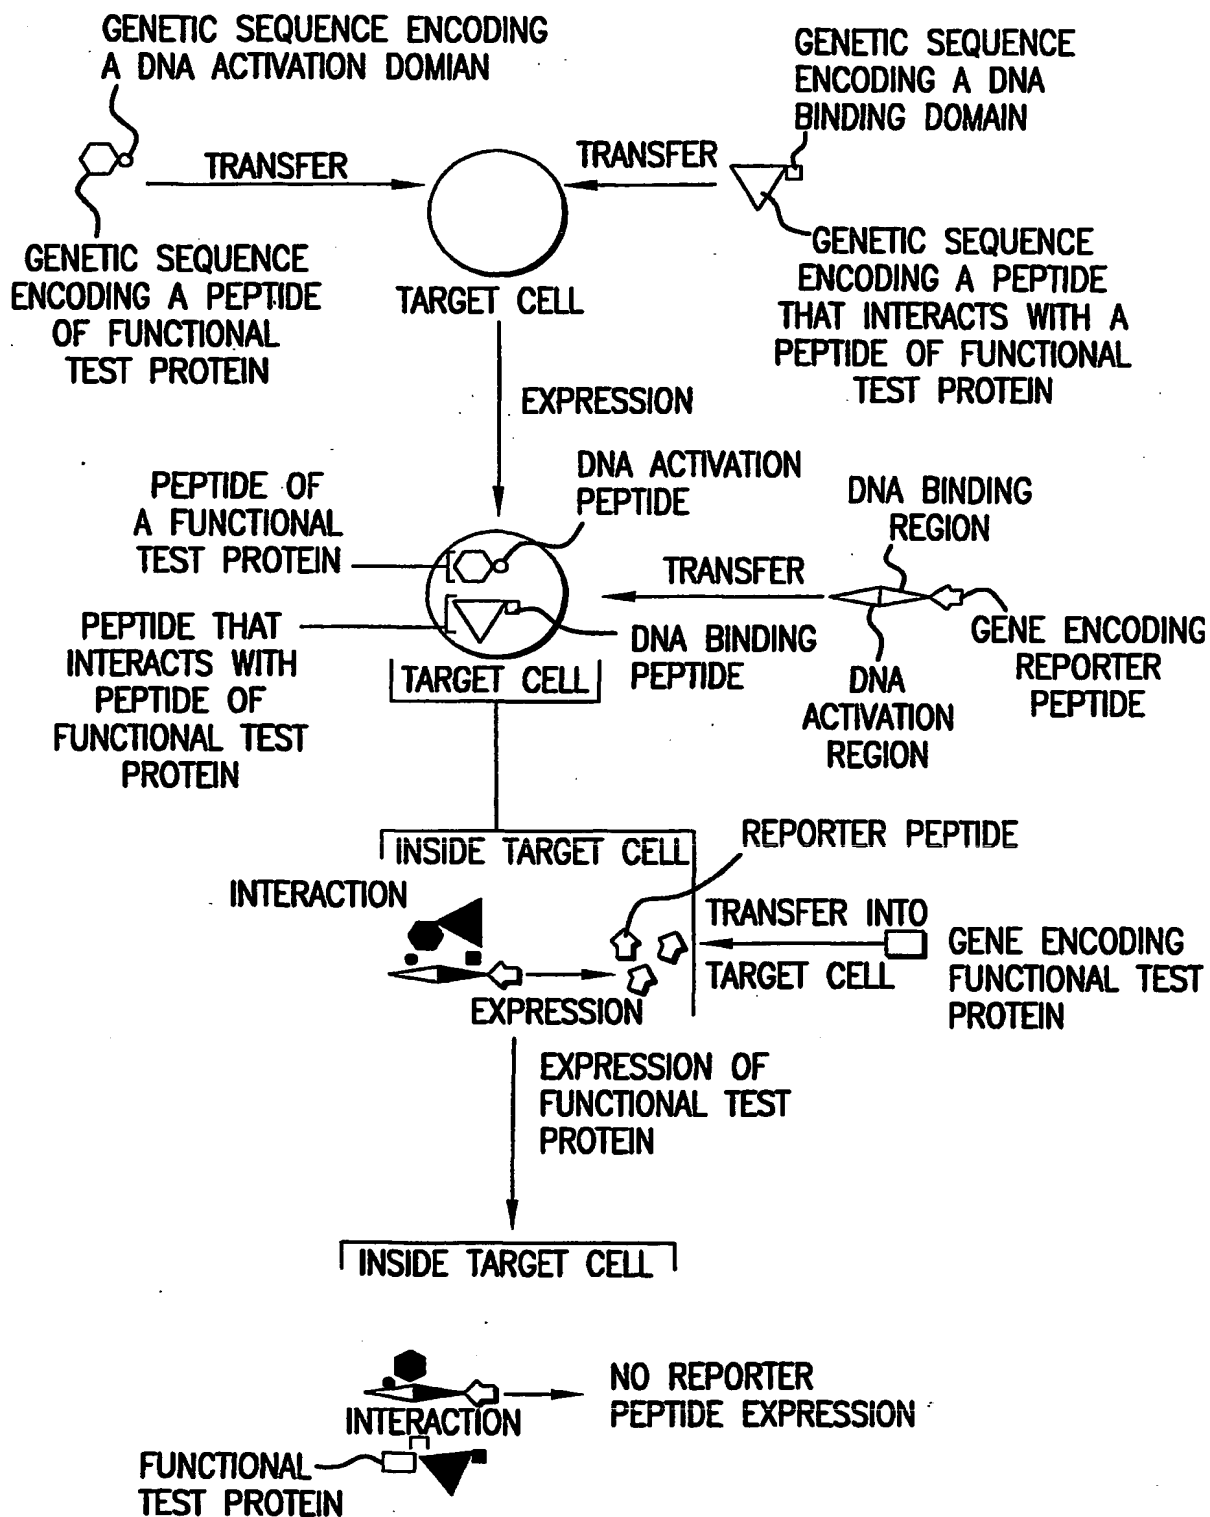 GENETIC SEQUENCE ENCODING
A DNA ACTIVATION DOMIAN
GENETIC SEQUENCE
ENCODING A DNA
BINDING DOMAIN
TRANSFER
TRANSFER
GENETIC SEQUENCE
ENCODING A PEPTIDE
OF FUNCTIONAL
TEST PROTEIN
TARGET CELL
GENETIC SEQUENCE
ENCODING A PEPTIDE
THAT INTERACTS WITH A
PEPTIDE OF FUNCTIONAL
TEST PROTEIN
EXPRESSION
PEPTIDE OF
A FUNCTIONAL
TEST PROTEIN
DNA ACTIVATION
PEPTIDE
DNA BINDING
REGION
TRANSFER
PEPTIDE THAT
INTERACTS WITH
PEPTIDE OF
FUNCTIONAL TEST
PROTEIN
DNA BINDING
PEPTIDE
TARGET CELL
DNA
ACTIVATION
REGION
GENE ENCODING
REPORTER
PEPTIDE
INSIDE TARGET CELL
REPORTER PEPTIDE
INTERACTION
TRANSFER INTO
TARGET CELL
GENE ENCODING
FUNCTIONAL TEST
PROTEIN
EXPRESSION
EXPRESSION OF
FUNCTIONAL TEST
PROTEIN
INSIDE TARGET CELL
NO REPORTER
PEPTIDE EXPRESSION
INTERACTION
FUNCTIONAL
TEST PROTEIN